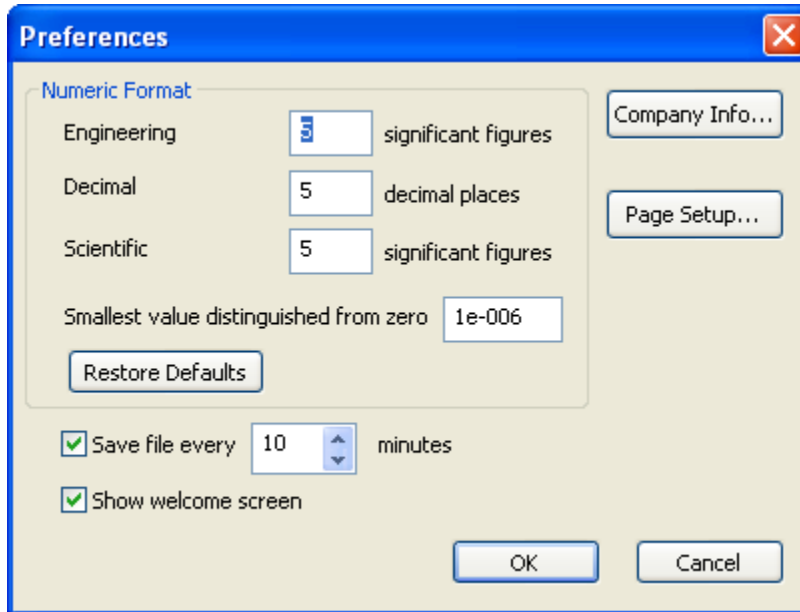 Preferences
Numeric Format
Engineering 5 significant figures
Company Info...
Decimal 5 decimal places
Page Setup...
Scientific 5 significant figures
Smallest value distinguished from zero 1e-006
Restore Defaults
Save file every 10 minutes
Show welcome screen
OK Cancel